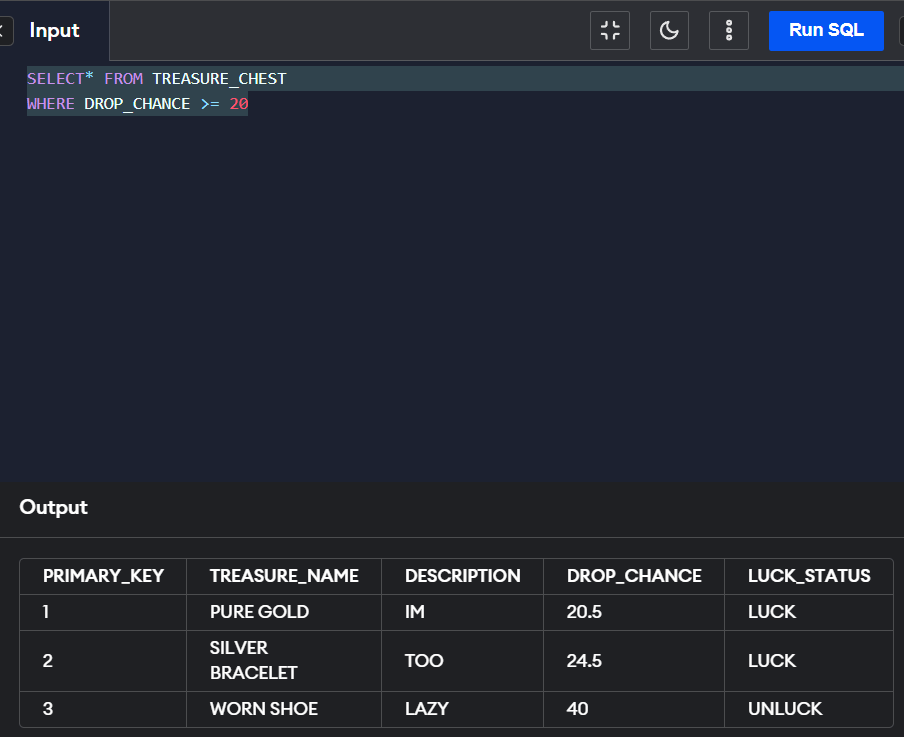 Input
Run SQL
SELECT* FROM TREASURE_CHEST
WHERE DROP_CHANCE >= 20
Output
PRIMARY_KEY TREASURE_NAME DESCRIPTION DROP_CHANCE LUCK_STATUS
1 PURE GOLD IM 20.5 LUCK
2 SILVER BRACELET TOO 24.5 LUCK
3 WORN SHOE LAZY 40 UNLUCK